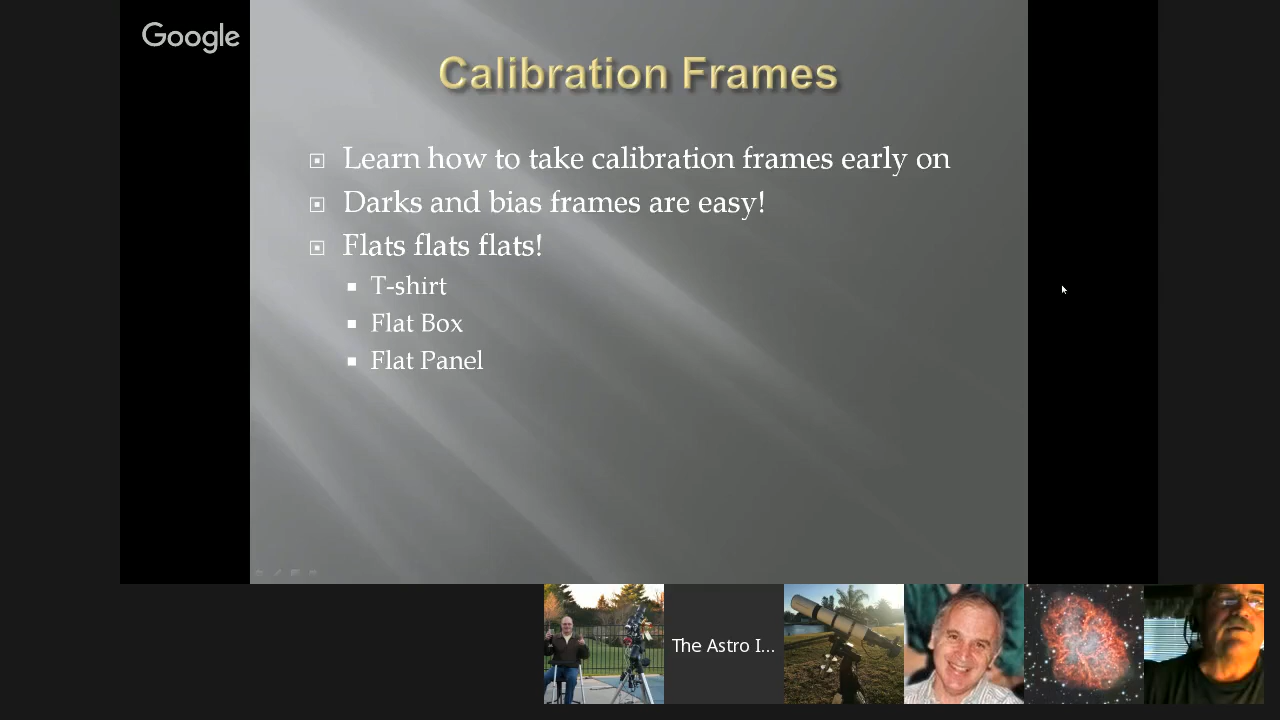 Google
Calibration Frames
Learn how to take calibration frames early on
Darks and bias frames are easy!
Flats flats flats!
T-shirt
Flat Box
Flat Panel
The Astro I...